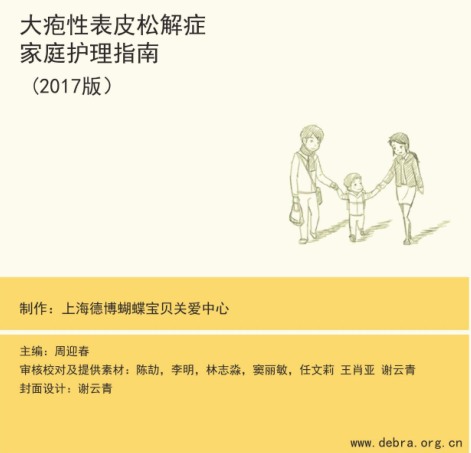 大疱性表皮松解症
家庭护理指南
（2017版）
制作：上海德博蝴蝶宝贝关爱中心
主编：周迎春
审核校对及提供素材：陈劼，李明，林志淼，窦丽敏，任文莉 王肖亚 谢云青
封面设计：谢云青
www.debra.org.cn